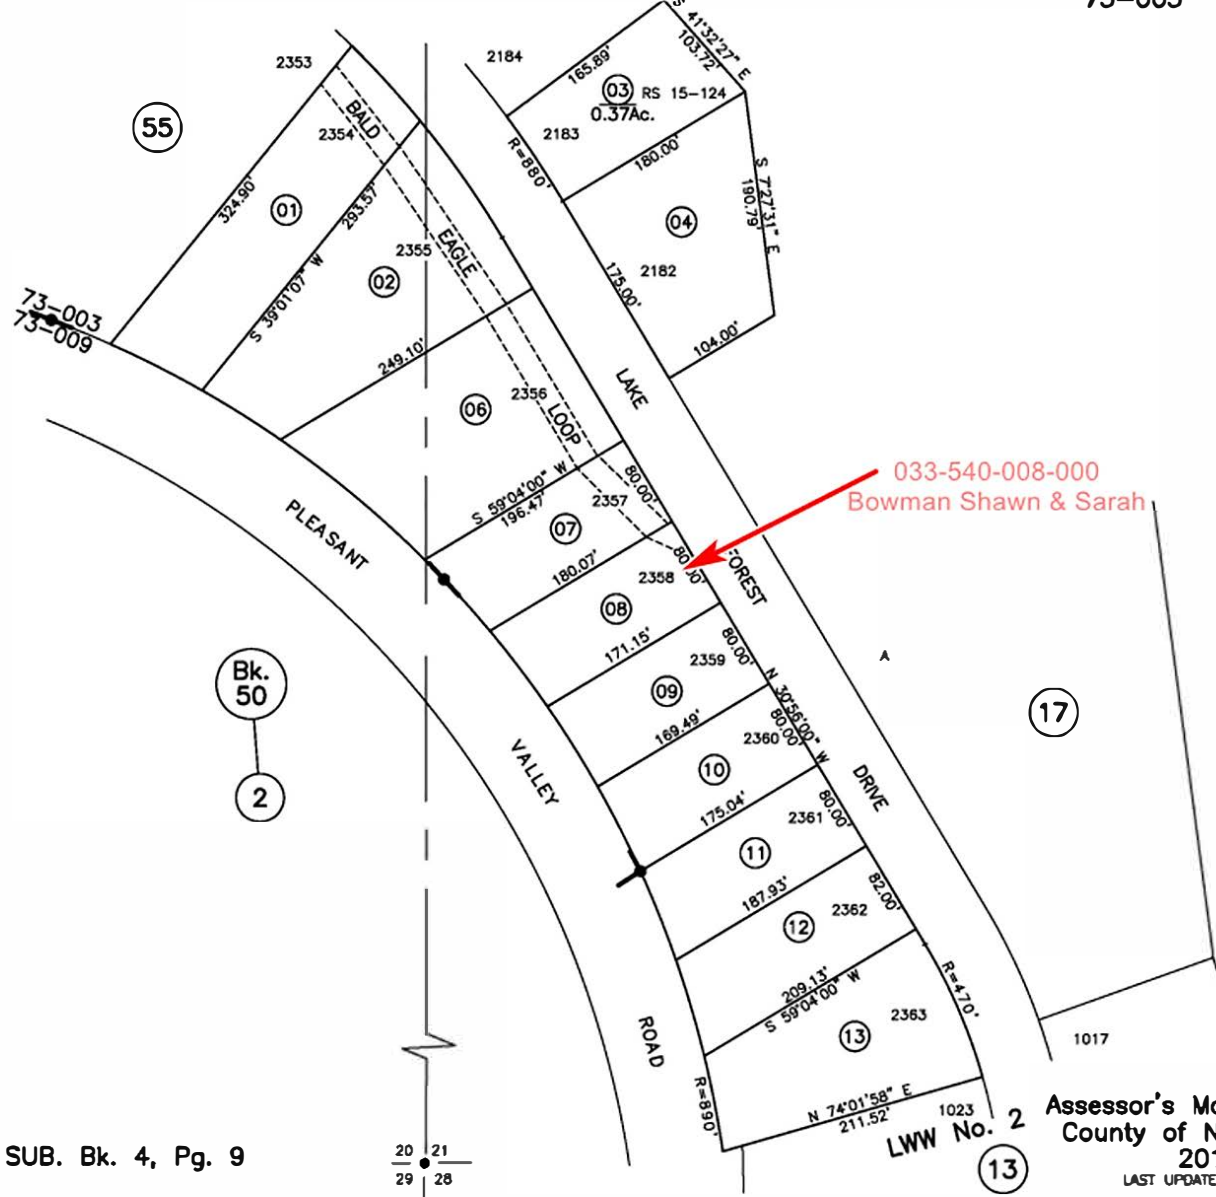 73-003
2353
2184
S 41°32'27" E
103.72'
165.89'
03
RS 15-124
0.37Ac.
55
BALD
2354
2183
R=880'
180.00'
S 7°27'31" E
190.79'
324.90'
01
293.57'
04
2355
EAGLE
02
2182
175.00'
S 39°01'07" W
73-003
73-009
249.10'
104.00'
LAKE
2356
06
LOOP
033-540-008-000
Bowman Shawn & Sarah
S 59°04'00" W
196.47'
80.00'
2357
07
PLEASANT
180.07'
80.00'
2358
FOREST
08
171.15'
80.00'
2359
A
Bk.
50
09
N 30°56'00" W
17
169.49'
80.00'
2360
10
VALLEY
DRIVE
2
175.04'
80.00'
2361
11
187.93'
82.00'
2362
12
209.13'
S 59°04'00" W
R=470'
2363
13
ROAD
1017
R=890'
N 74°01'58" E
211.52'
1023
LWW No. 2
Assessor's
County of
13
LAST
SUB. Bk. 4, Pg. 9
20 21
29 28